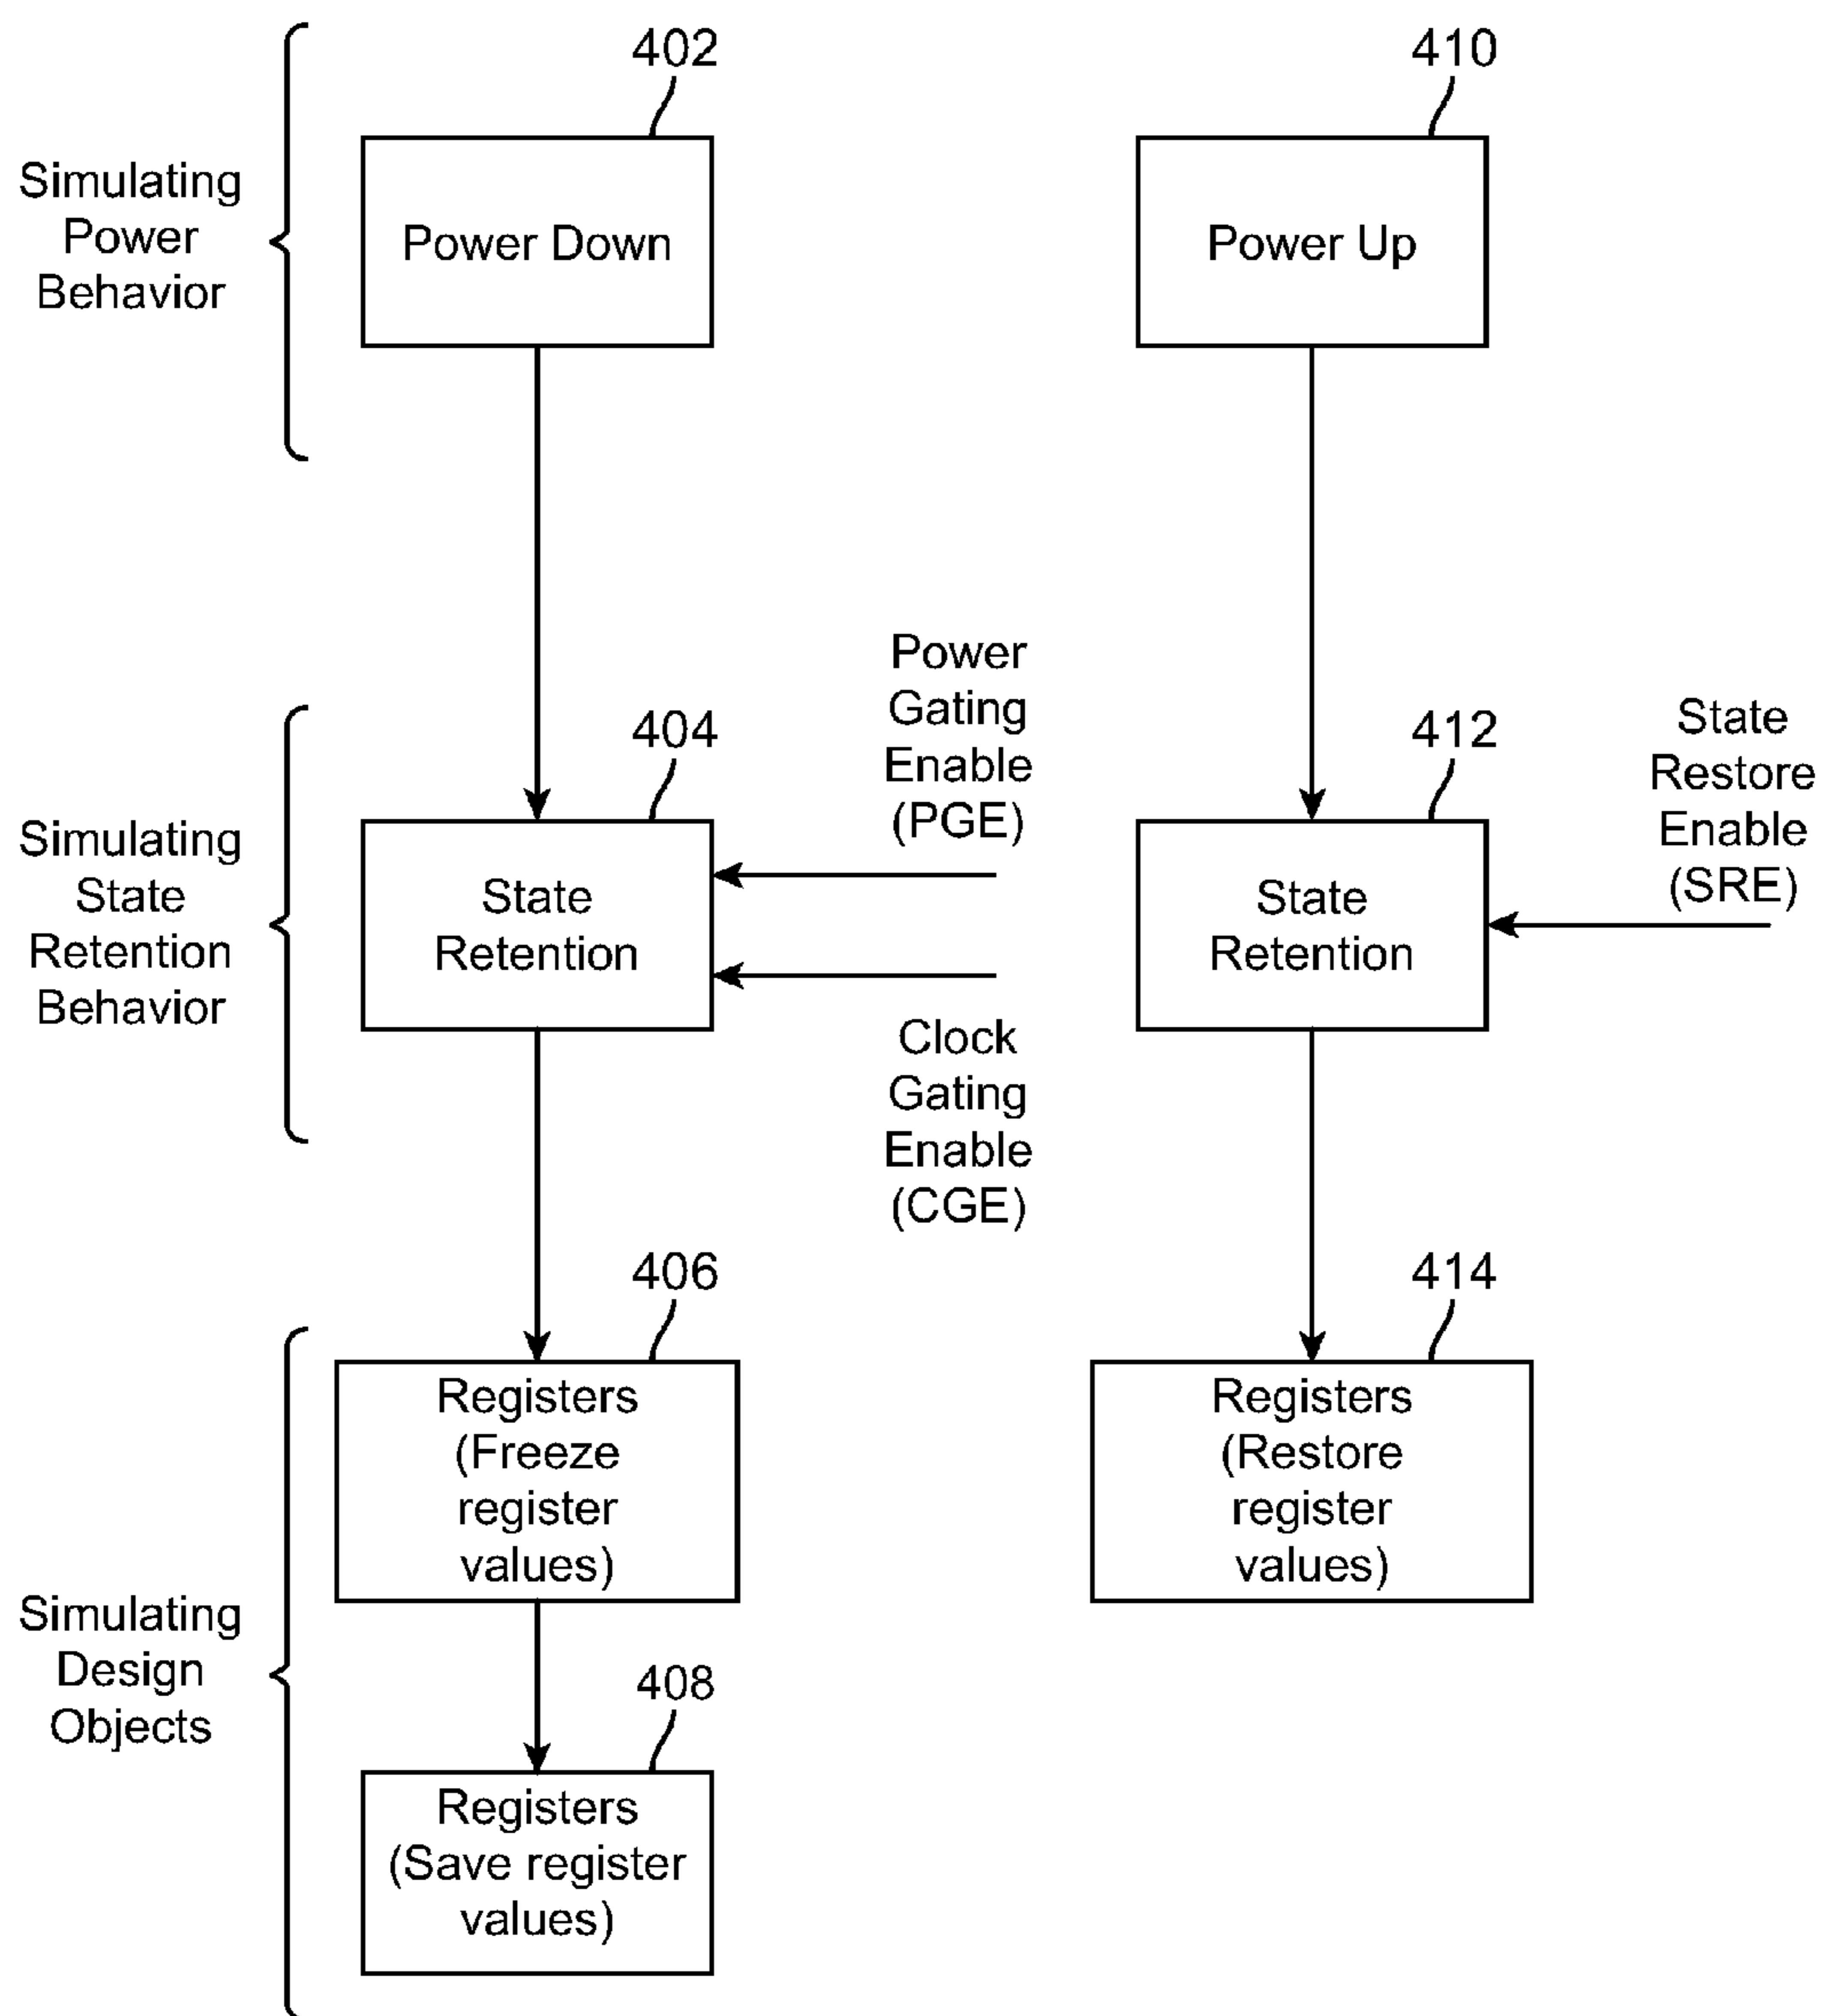 402
410
Simulating
Power
Behavior
Power Down
Power Up
Power
Gating
Enable
(PGE)
404
412
State
Restore
Enable
(SRE)
Simulating
State
Retention
Behavior
State
Retention
State
Retention
Clock
Gating
Enable
(CGE)
406
414
Registers
(Freeze
register
values)
Registers
(Restore
register
values)
Simulating
Design
Objects
408
Registers
(Save register
values)